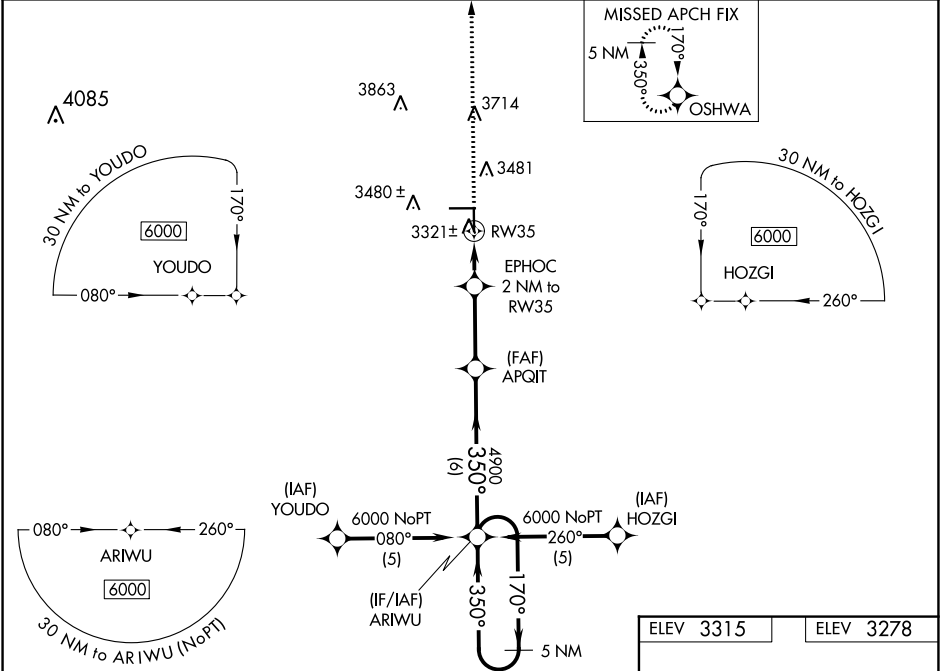 MISSED APCH FIX
5 NM
350°
170°
OSHWA
4085
3863
3714
3481
3480 ±
3321±
RW35
30 NM to YOUDO
170°
6000
YOUDO
080°
EPHOC
2 NM to
RW35
30 NM to HOZGI
170°
6000
HOZGI
260°
(FAF)
APQIT
4900
350°
(6)
(IAF)
YOUDO
6000 NoPT
080°
(5)
6000 NoPT
260°
(5)
(IAF)
HOZGI
(IF/IAF)
ARIWU
350°
170°
5 NM
080°
260°
ARIWU
6000
30 NM to ARIWU (NoPT)
ELEV 3315
ELEV 3278